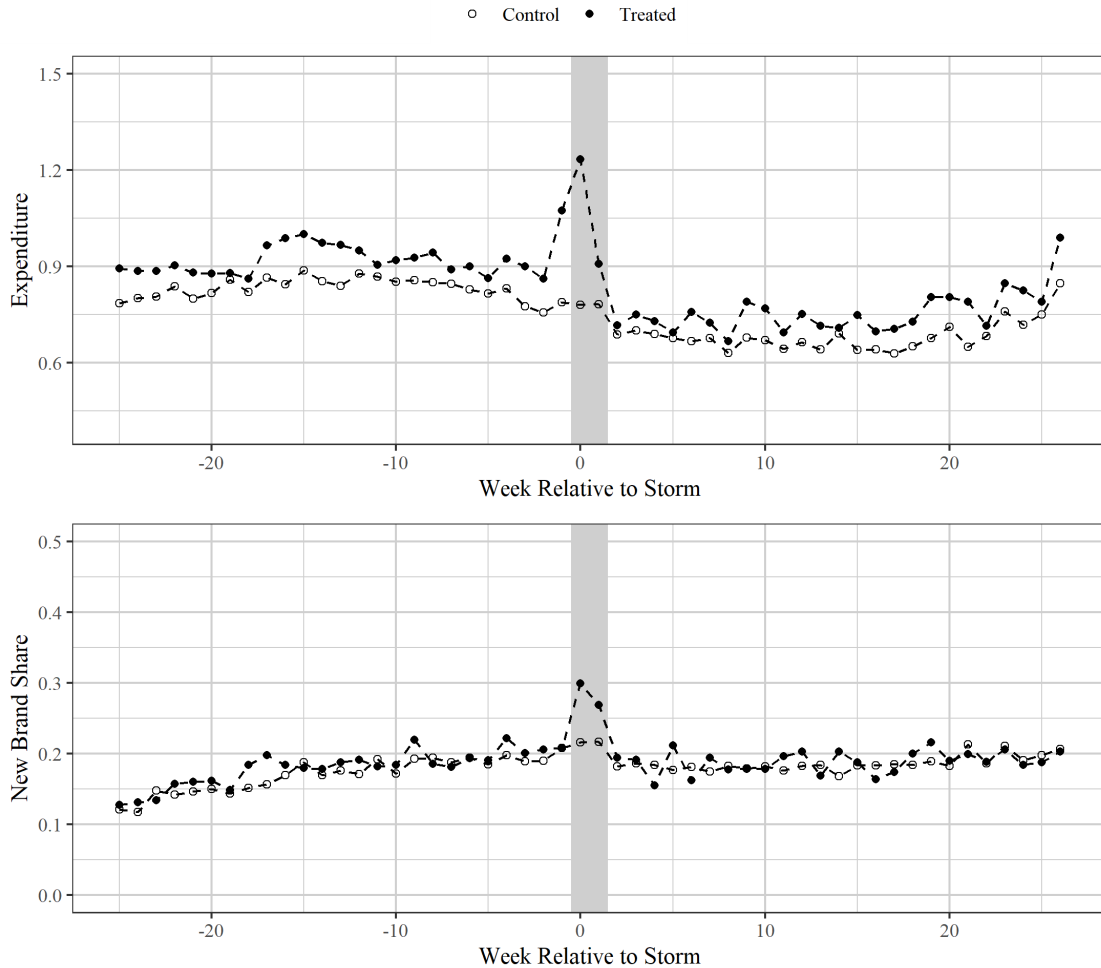 Control Treated
1.5
1.2
0.9
0.6
Expenditure
-20 -10 0 10 20
Week Relative to Storm
0.5
0.4
0.3
0.2
0.1
0.0
New Brand Share
-20 -10 0 10 20
Week Relative to Storm